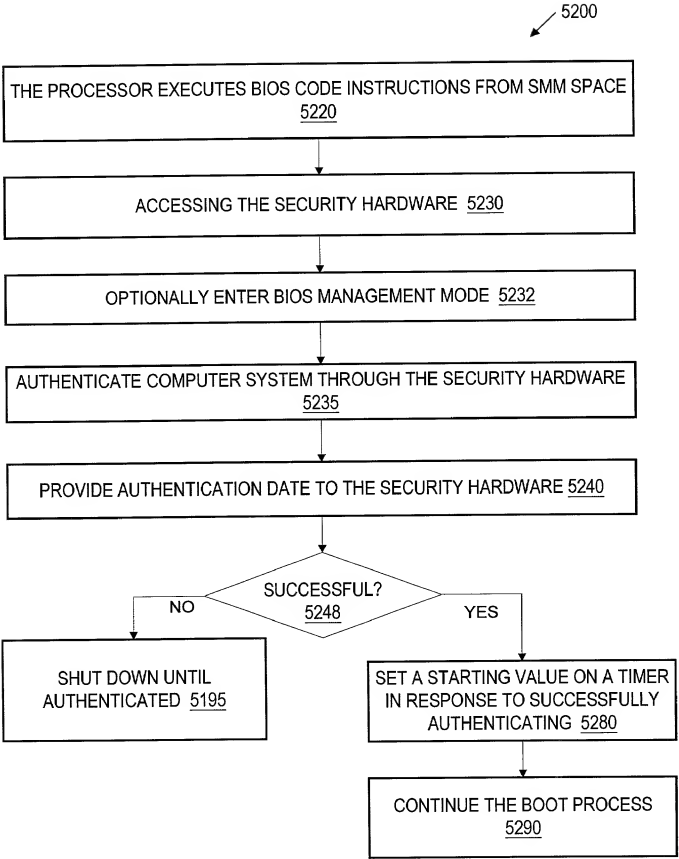 5200
THE PROCESSOR EXECUTES BIOS CODE INSTRUCTIONS FROM SMM SPACE
5220
ACCESSING THE SECURITY HARDWARE 5230
OPTIONALLY ENTER BIOS MANAGEMENT MODE 5232
AUTHENTICATE COMPUTER SYSTEM THROUGH THE SECURITY HARDWARE
5235
PROVIDE AUTHENTICATION DATE TO THE SECURITY HARDWARE 5240
SUCCESSFUL?
5248
NO
YES
SHUT DOWN UNTIL
AUTHENTICATED 5195
SET A STARTING VALUE ON A TIMER
IN RESPONSE TO SUCCESSFULLY
AUTHENTICATING 5280
CONTINUE THE BOOT PROCESS
5290